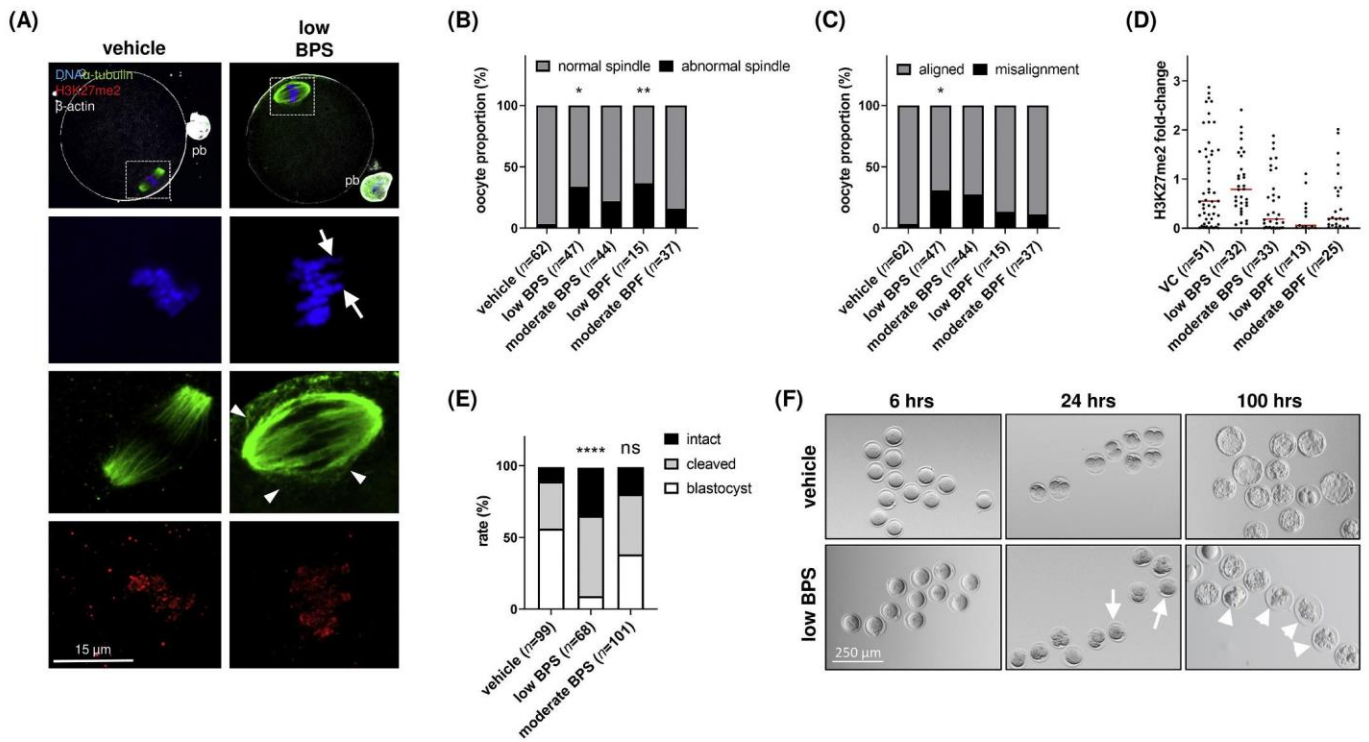 (A)
vehicle
low
BPS
DNA α-tubulin
H3K27me2
β-actin
pb
pb
15 µm
(B)
normal spindle
abnormal spindle
oocyte proportion (%)
100
50
0
*
**
vehicle (n=62)
low BPS (n=47)
moderate BPS (n=44)
low BPF (n=15)
moderate BPF (n=37)
(C)
aligned
misalignment
oocyte proportion (%)
100
50
0
*
vehicle (n=62)
low BPS (n=47)
moderate BPS (n=44)
low BPF (n=15)
moderate BPF (n=37)
(D)
H3K27me2 fold-change
3
2
1
0
VC (n=51)
low BPS (n=32)
moderate BPS (n=33)
low BPF (n=13)
moderate BPF (n=25)
(E)
intact
cleaved
blastocyst
rate (%)
100
50
0
****
ns
vehicle (n=99)
low BPS (n=68)
moderate BPS (n=101)
(F)
6 hrs
24 hrs
100 hrs
vehicle
low BPS
250 µm